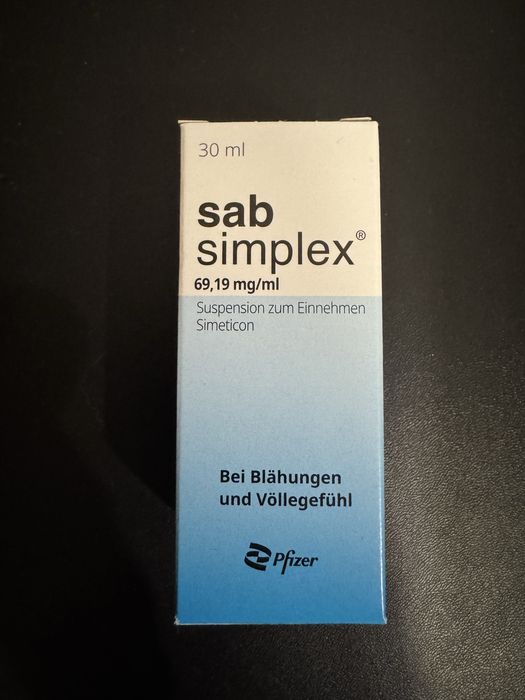 30 ml
sab
simplex®
69,19 mg/ml
Suspension zum Einnehmen
Simeticon
Bei Blähungen
und Völlegefühl
Pfizer